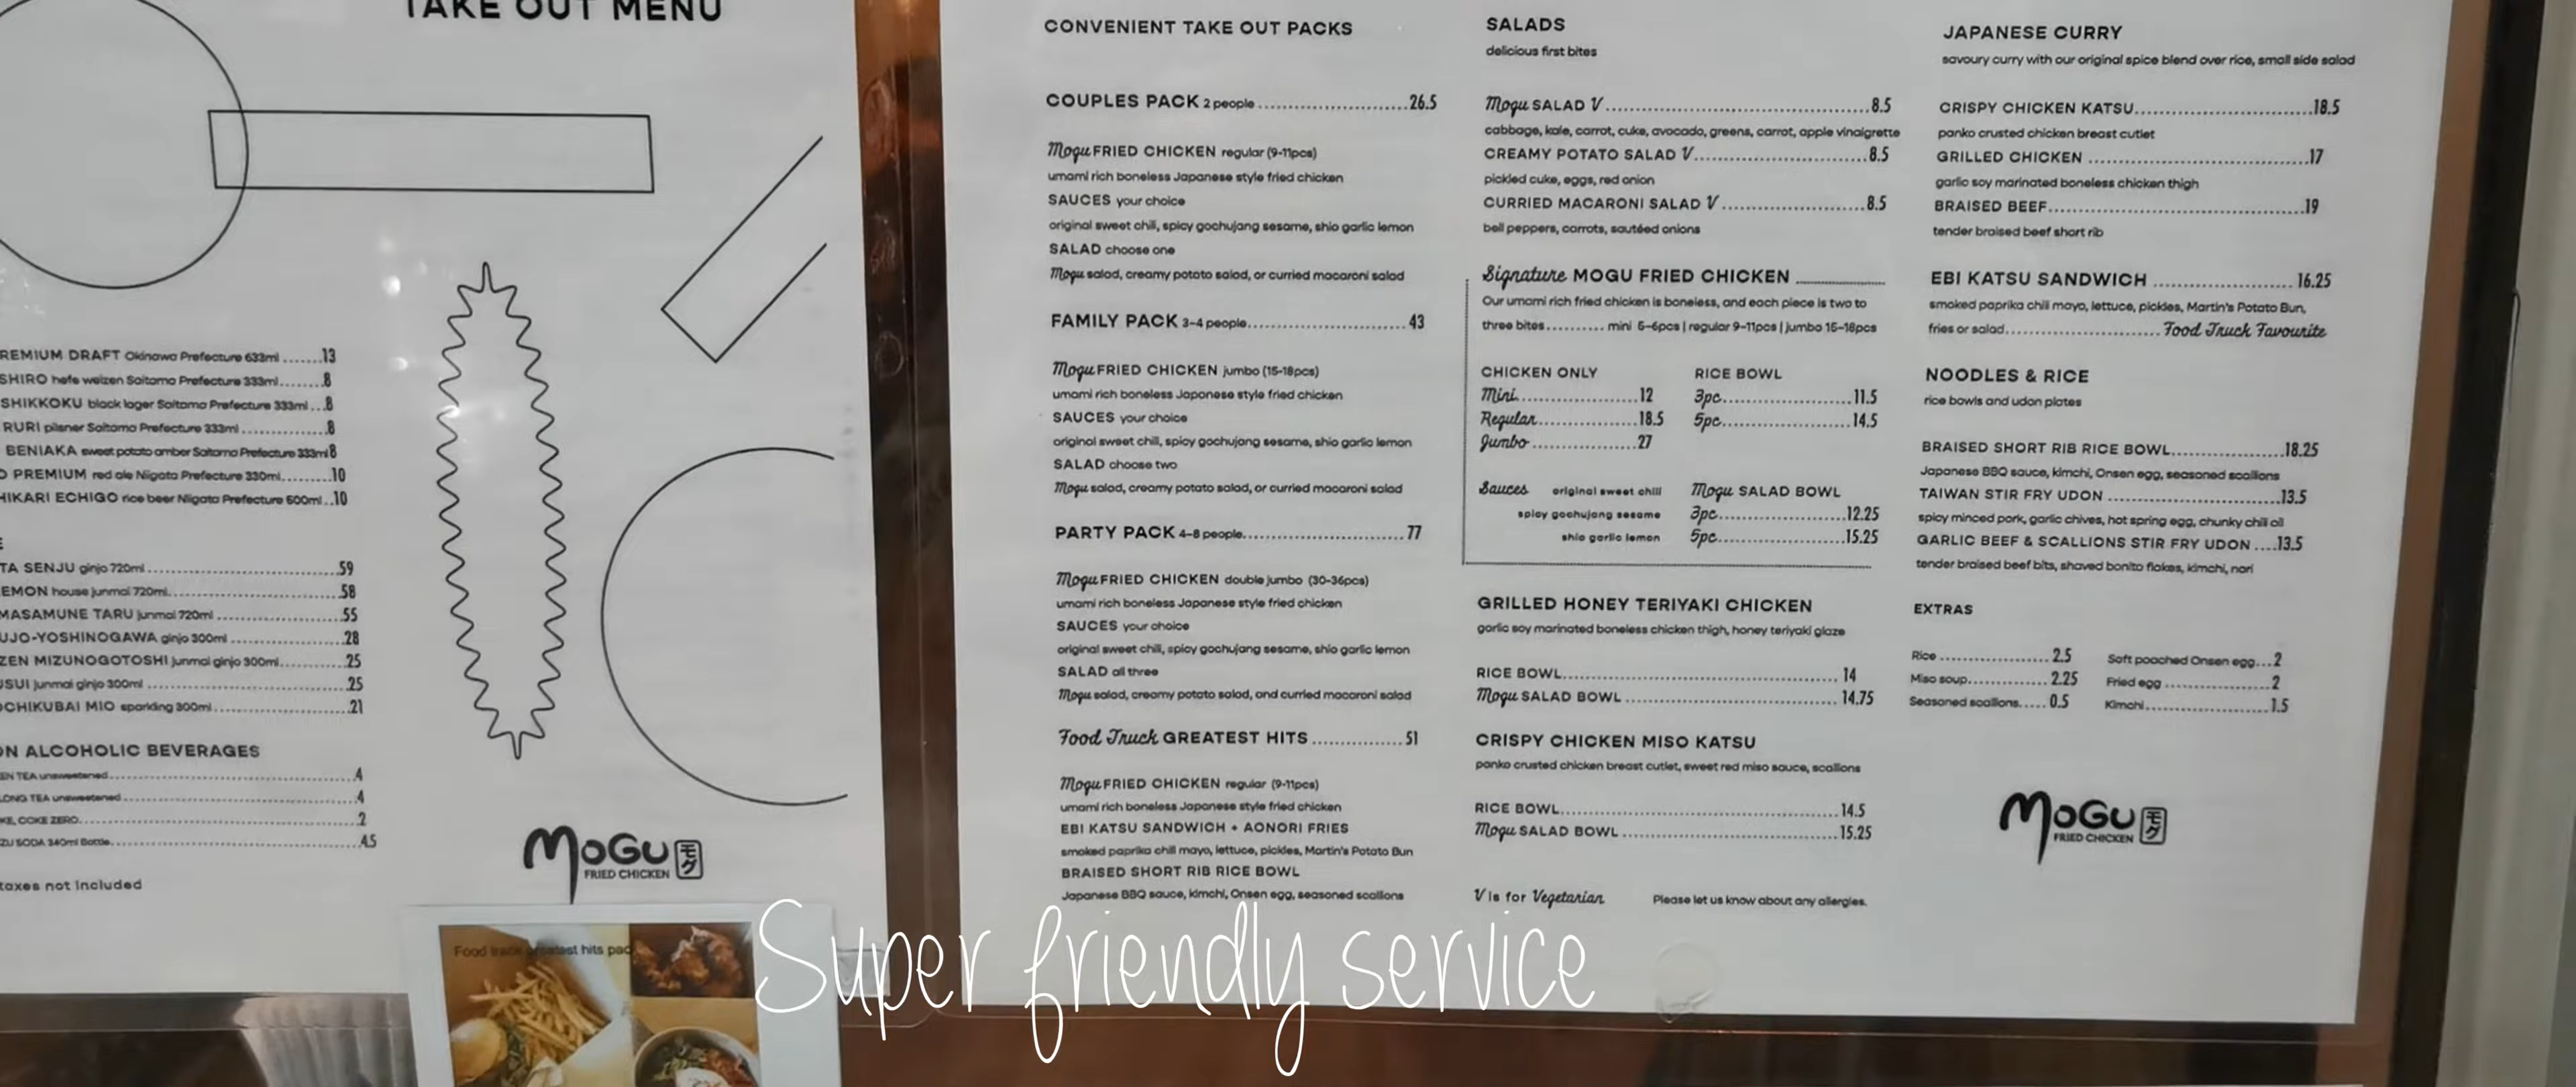 TAKE OUT MENU
PREMIUM DRAFT Okinawa Prefecture 633ml 13
SHIRO hefe weizen Saitama Prefecture 333ml 8
SHIKKOKU black lager Saitama Prefecture 333ml 8
RURI pilsner Saitama Prefecture 333ml 8
BENIAKA sweet potato amber Saitama Prefecture 333ml 8
PREMIUM red ale Niigata Prefecture 330ml 10
HIKARI ECHIGO rice beer Niigata Prefecture 500ml 10
SENJU ginjo 720ml 59
house junmai 720ml 58
MASAMUNE TARU junmai 720ml 55
YOSHINOGAWA ginjo 300ml 28
MIZUNOGOTOSHI junmai ginjo 300ml 25
junmai ginjo 300ml 25
MIO sparkling 300ml 21
ALCOHOLIC BEVERAGES
TEA unsweetened 4
TEA unsweetened 4
COKE ZERO 2
SODA 340ml Bottle 4.5
taxes not included
MOGU モグ
FRIED CHICKEN
CONVENIENT TAKE OUT PACKS
COUPLES PACK 2 people 26.5
Mogu FRIED CHICKEN regular (9-11pcs)
umami rich boneless Japanese style fried chicken
SAUCES your choice
original sweet chili, spicy gochujang sesame, shio garlic lemon
SALAD choose one
Mogu salad, creamy potato salad, or curried macaroni salad
FAMILY PACK 3-4 people 43
Mogu FRIED CHICKEN jumbo (15-18pcs)
umami rich boneless Japanese style fried chicken
SAUCES your choice
original sweet chill, spicy gochujang sesame, shio garlic lemon
SALAD choose two
Mogu salad, creamy potato salad, or curried macaroni salad
PARTY PACK 4-8 people 77
Mogu FRIED CHICKEN double jumbo (30-36pcs)
umami rich boneless Japanese style fried chicken
SAUCES your choice
original sweet chill, spicy gochujang sesame, shio garlic lemon
SALAD all three
Mogu salad, creamy potato salad, and curried macaroni salad
Food Truck GREATEST HITS 51
Mogu FRIED CHICKEN regular (9-11pcs)
umami rich boneless Japanese style fried chicken
EBI KATSU SANDWICH + AONORI FRIES
smoked paprika chili mayo, lettuce, pickles, Martin's Potato Bun
BRAISED SHORT RIB RICE BOWL
Japanese BBQ sauce, kimchi, Onsen egg, seasoned scallions
SALADS
delicious first bites
Mogu SALAD V 8.5
cabbage, kale, carrot, cuke, avocado, greens, carrot, apple vinaigrette
CREAMY POTATO SALAD V 8.5
pickled cuke, eggs, red onion
CURRIED MACARONI SALAD V 8.5
bell peppers, carrots, sautéed onions
Signature MOGU FRIED CHICKEN
Our umami rich fried chicken is boneless, and each piece is two to
three bites mini 5-6pcs | regular 9-11pcs | jumbo 15-18pcs
CHICKEN ONLY
Mini 12
Regular 18.5
Jumbo 27
RICE BOWL
3pc 11.5
5pc 14.5
Sauces original sweet chili
spicy gochujang sesame
shio garlic lemon
Mogu SALAD BOWL
3pc 12.25
5pc 15.25
GRILLED HONEY TERIYAKI CHICKEN
garlic soy marinated boneless chicken thigh, honey teriyaki glaze
RICE BOWL 14
Mogu SALAD BOWL 14.75
CRISPY CHICKEN MISO KATSU
panko crusted chicken breast cutlet, sweet red miso sauce, scallions
RICE BOWL 14.5
Mogu SALAD BOWL 15.25
V is for Vegetarian Please let us know about any allergies.
JAPANESE CURRY
savoury curry with our original spice blend over rice, small side salad
CRISPY CHICKEN KATSU 18.5
panko crusted chicken breast cutlet
GRILLED CHICKEN 17
garlic soy marinated boneless chicken thigh
BRAISED BEEF 19
tender braised beef short rib
EBI KATSU SANDWICH 16.25
smoked paprika chili mayo, lettuce, pickles, Martin's Potato Bun,
fries or salad Food Truck Favourite
NOODLES & RICE
rice bowls and udon plates
BRAISED SHORT RIB RICE BOWL 18.25
Japanese BBQ sauce, kimchi, Onsen egg, seasoned scallions
TAIWAN STIR FRY UDON 13.5
spicy minced pork, garlic chives, hot spring egg, chunky chili oil
GARLIC BEEF & SCALLIONS STIR FRY UDON 13.5
tender braised beef bits, shaved bonito flakes, kimchi, nori
EXTRAS
Rice 2.5
Miso soup 2.25
Seasoned scallions 0.5
Soft poached Onsen egg 2
Fried egg 2
Kimchi 1.5
MOGU モグ
FRIED CHICKEN
Food hits
Super friendly service